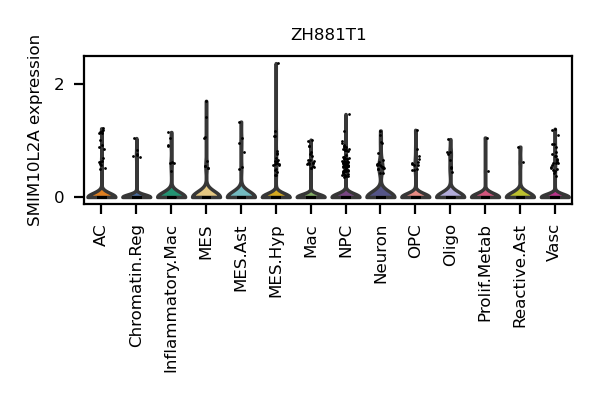 ZH881T1
SMIM10L2A expression
2
0
AC
Chromatin.Reg
Inflammatory.Mac
MES
MES.Ast
MES.Hyp
Mac
NPC
Neuron
OPC
Oligo
Prolif.Metab
Reactive.Ast
Vasc